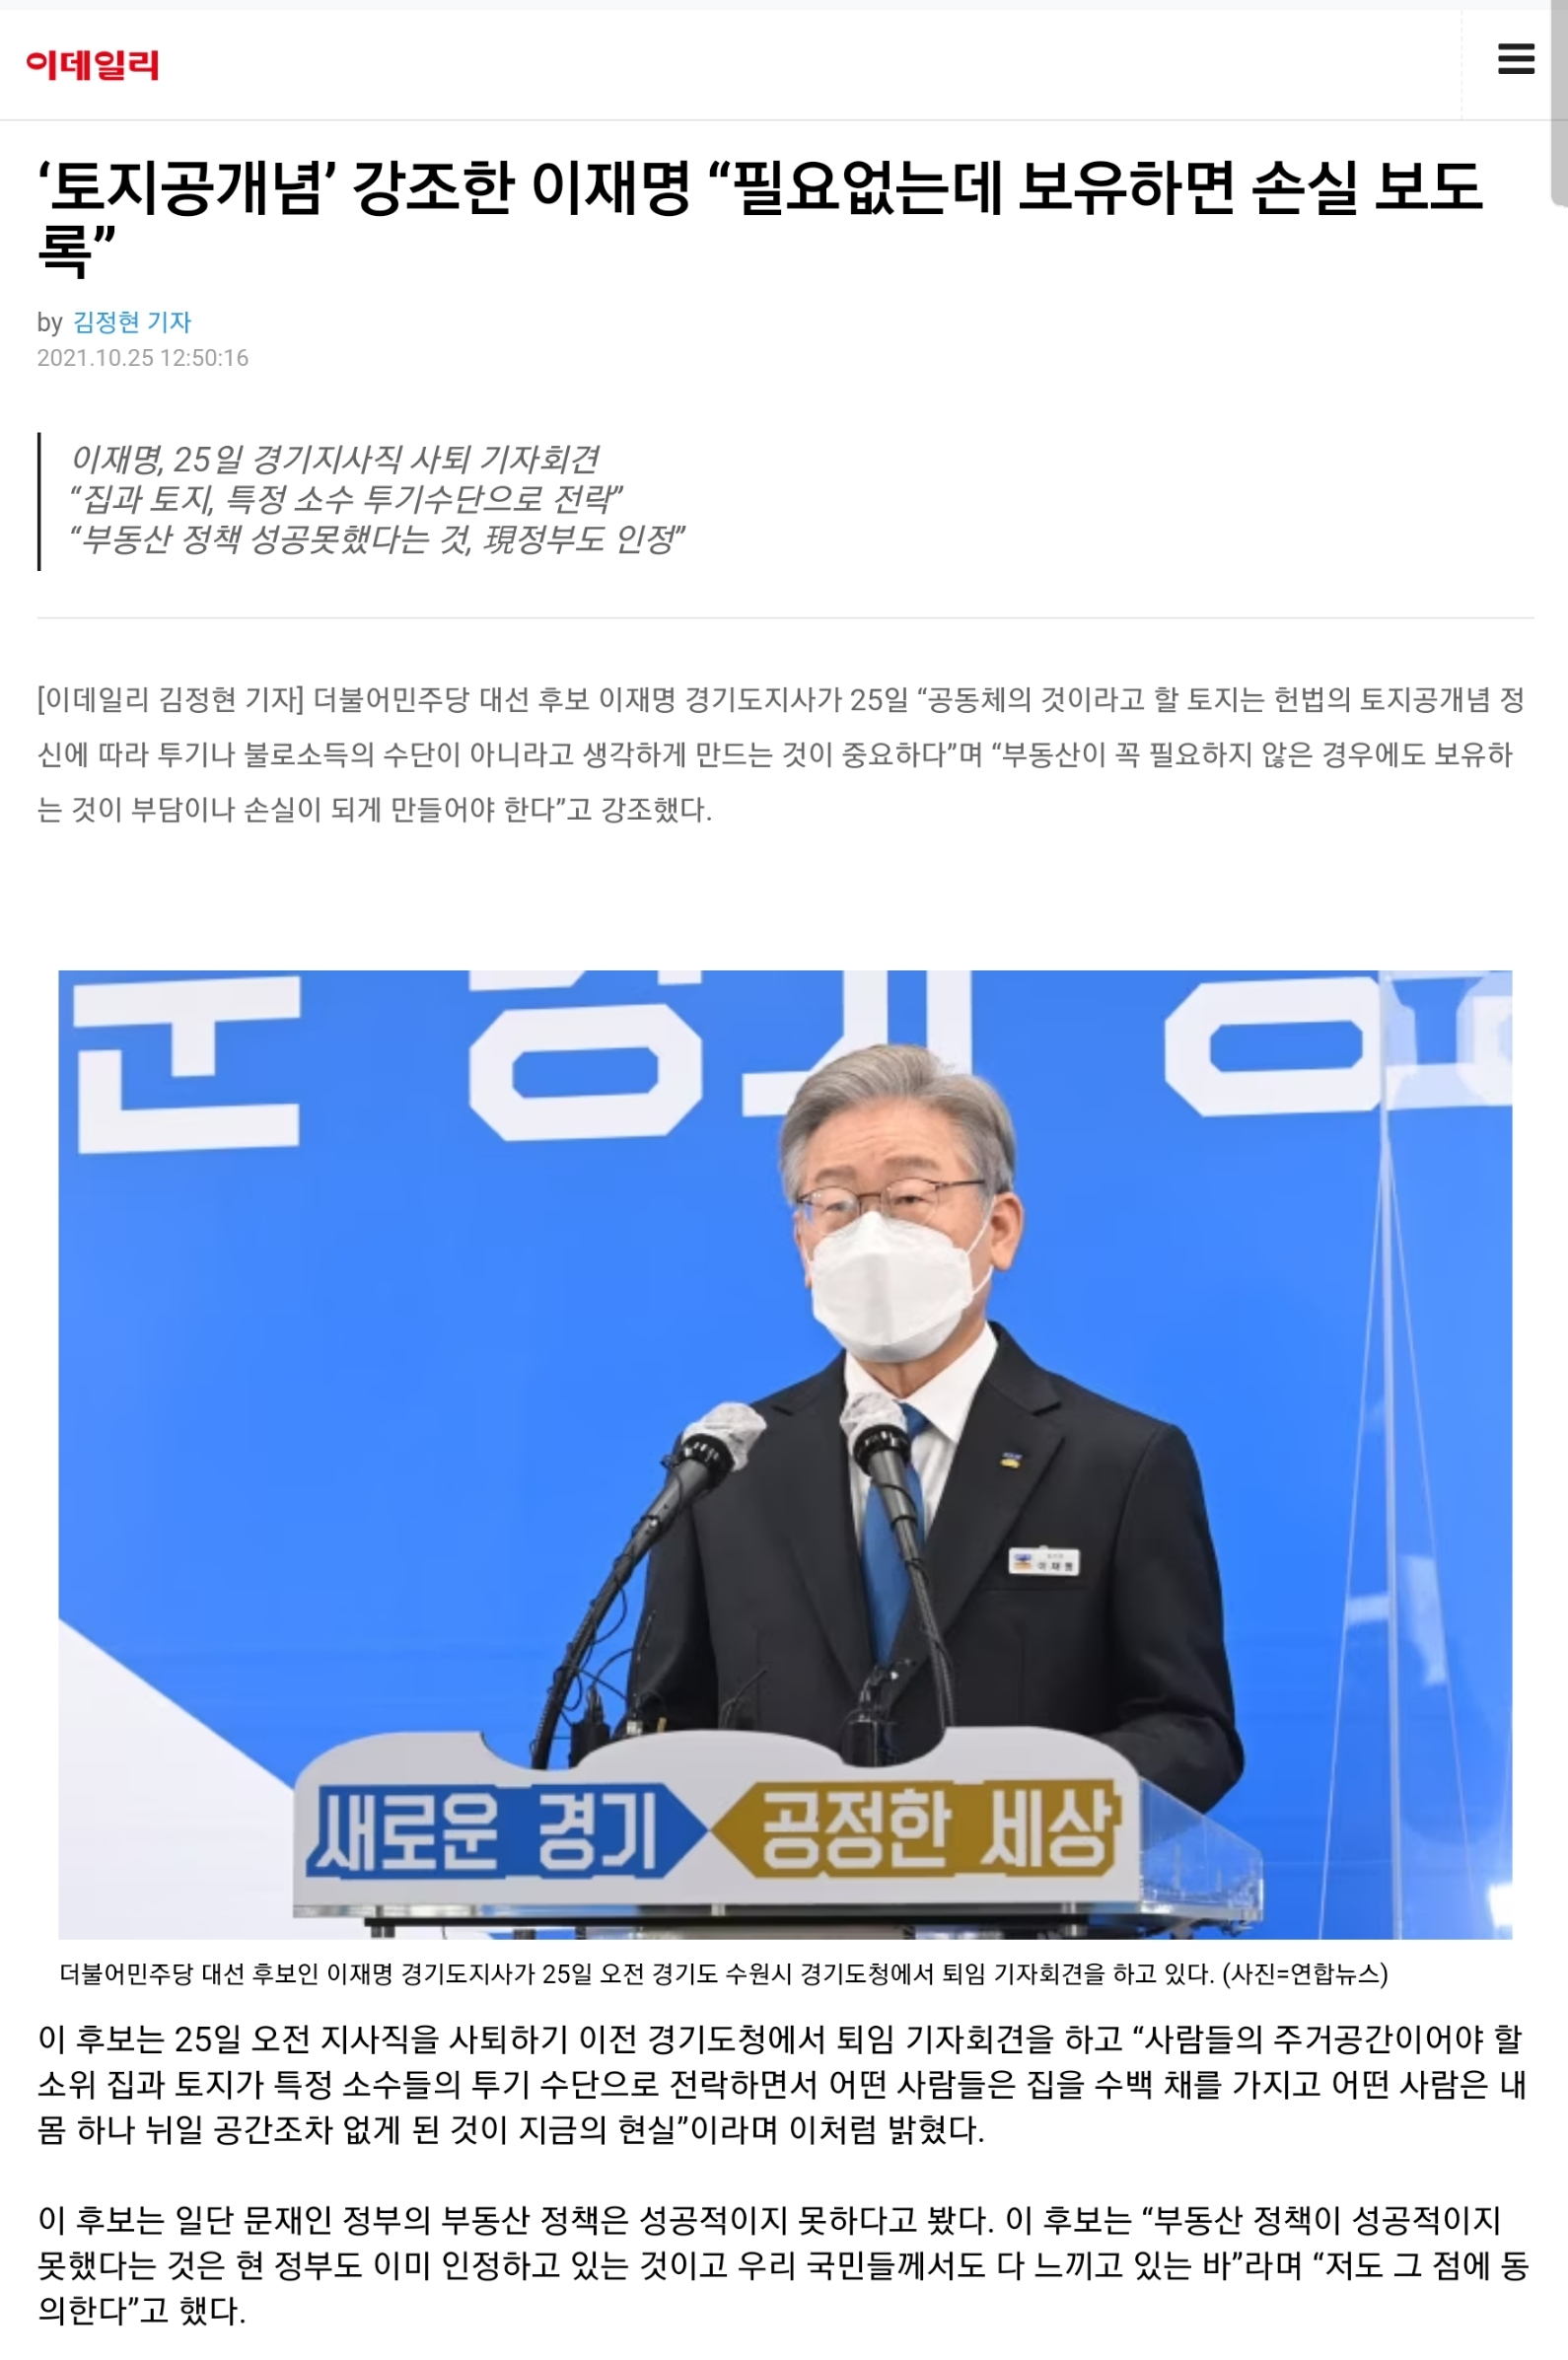 이데일리
‘토지공개념’ 강조한 이재명 “필요없는데 보유하면 손실 보도
록”
by 김정현 기자
2021.10.25 12:50:16
이재명, 25일 경기지사직 사퇴 기자회견
“집과 토지, 특정 소수 투기수단으로 전락”
“부동산 정책 성공못했다는 것, 現정부도 인정”
[이데일리 김정현 기자] 더불어민주당 대선 후보 이재명 경기도지사가 25일 “공동체의 것이라고 할 토지는 헌법의 토지공개념 정
신에 따라 투기나 불로소득의 수단이 아니라고 생각하게 만드는 것이 중요하다”며 “부동산이 꼭 필요하지 않은 경우에도 보유하
는 것이 부담이나 손실이 되게 만들어야 한다”고 강조했다.
이재명
새로운 경기 공정한 세상
더불어민주당 대선 후보인 이재명 경기도지사가 25일 오전 경기도 수원시 경기도청에서 퇴임 기자회견을 하고 있다. (사진=연합뉴스)
이 후보는 25일 오전 지사직을 사퇴하기 이전 경기도청에서 퇴임 기자회견을 하고 “사람들의 주거공간이어야 할
소위 집과 토지가 특정 소수들의 투기 수단으로 전락하면서 어떤 사람들은 집을 수백 채를 가지고 어떤 사람은 내
몸 하나 뉘일 공간조차 없게 된 것이 지금의 현실”이라며 이처럼 밝혔다.
이 후보는 일단 문재인 정부의 부동산 정책은 성공적이지 못하다고 봤다. 이 후보는 “부동산 정책이 성공적이지
못했다는 것은 현 정부도 이미 인정하고 있는 것이고 우리 국민들께서도 다 느끼고 있는 바”라며 “저도 그 점에 동
의한다”고 했다.